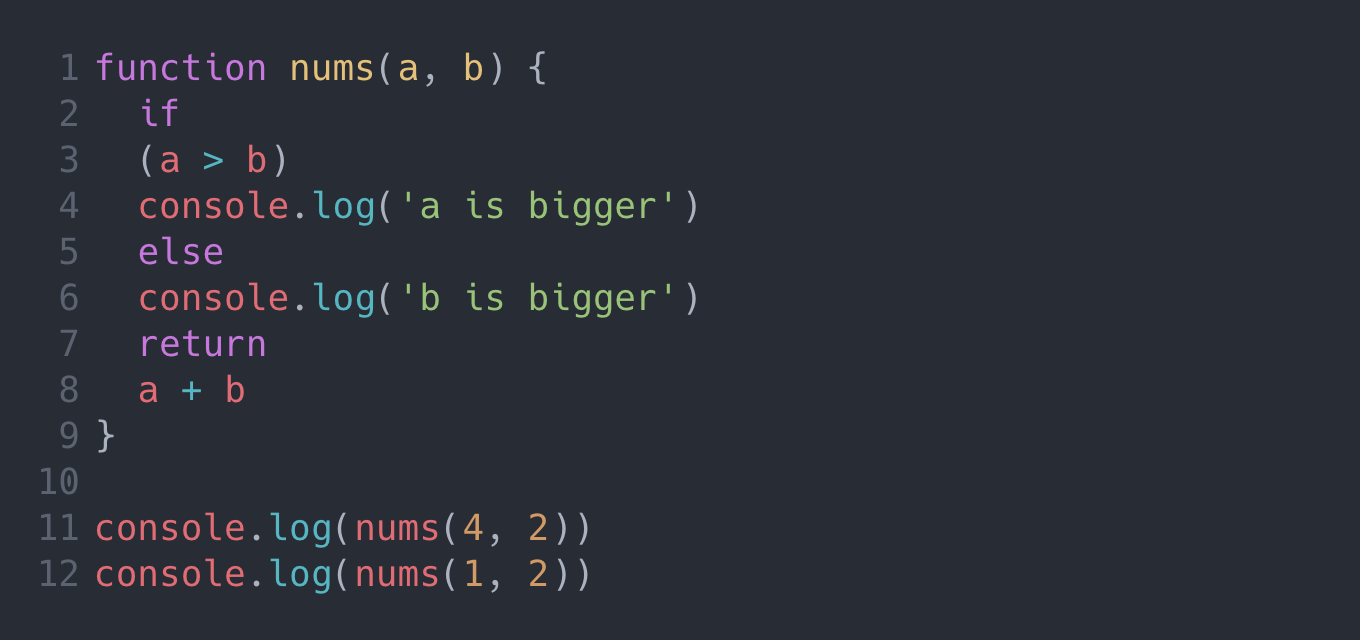 1 function nums(a, b) {
2   if
3   (a > b)
4   console.log('a is bigger')
5   else
6   console.log('b is bigger')
7   return
8   a + b
9 }
10
11 console.log(nums(4, 2))
12 console.log(nums(1, 2))